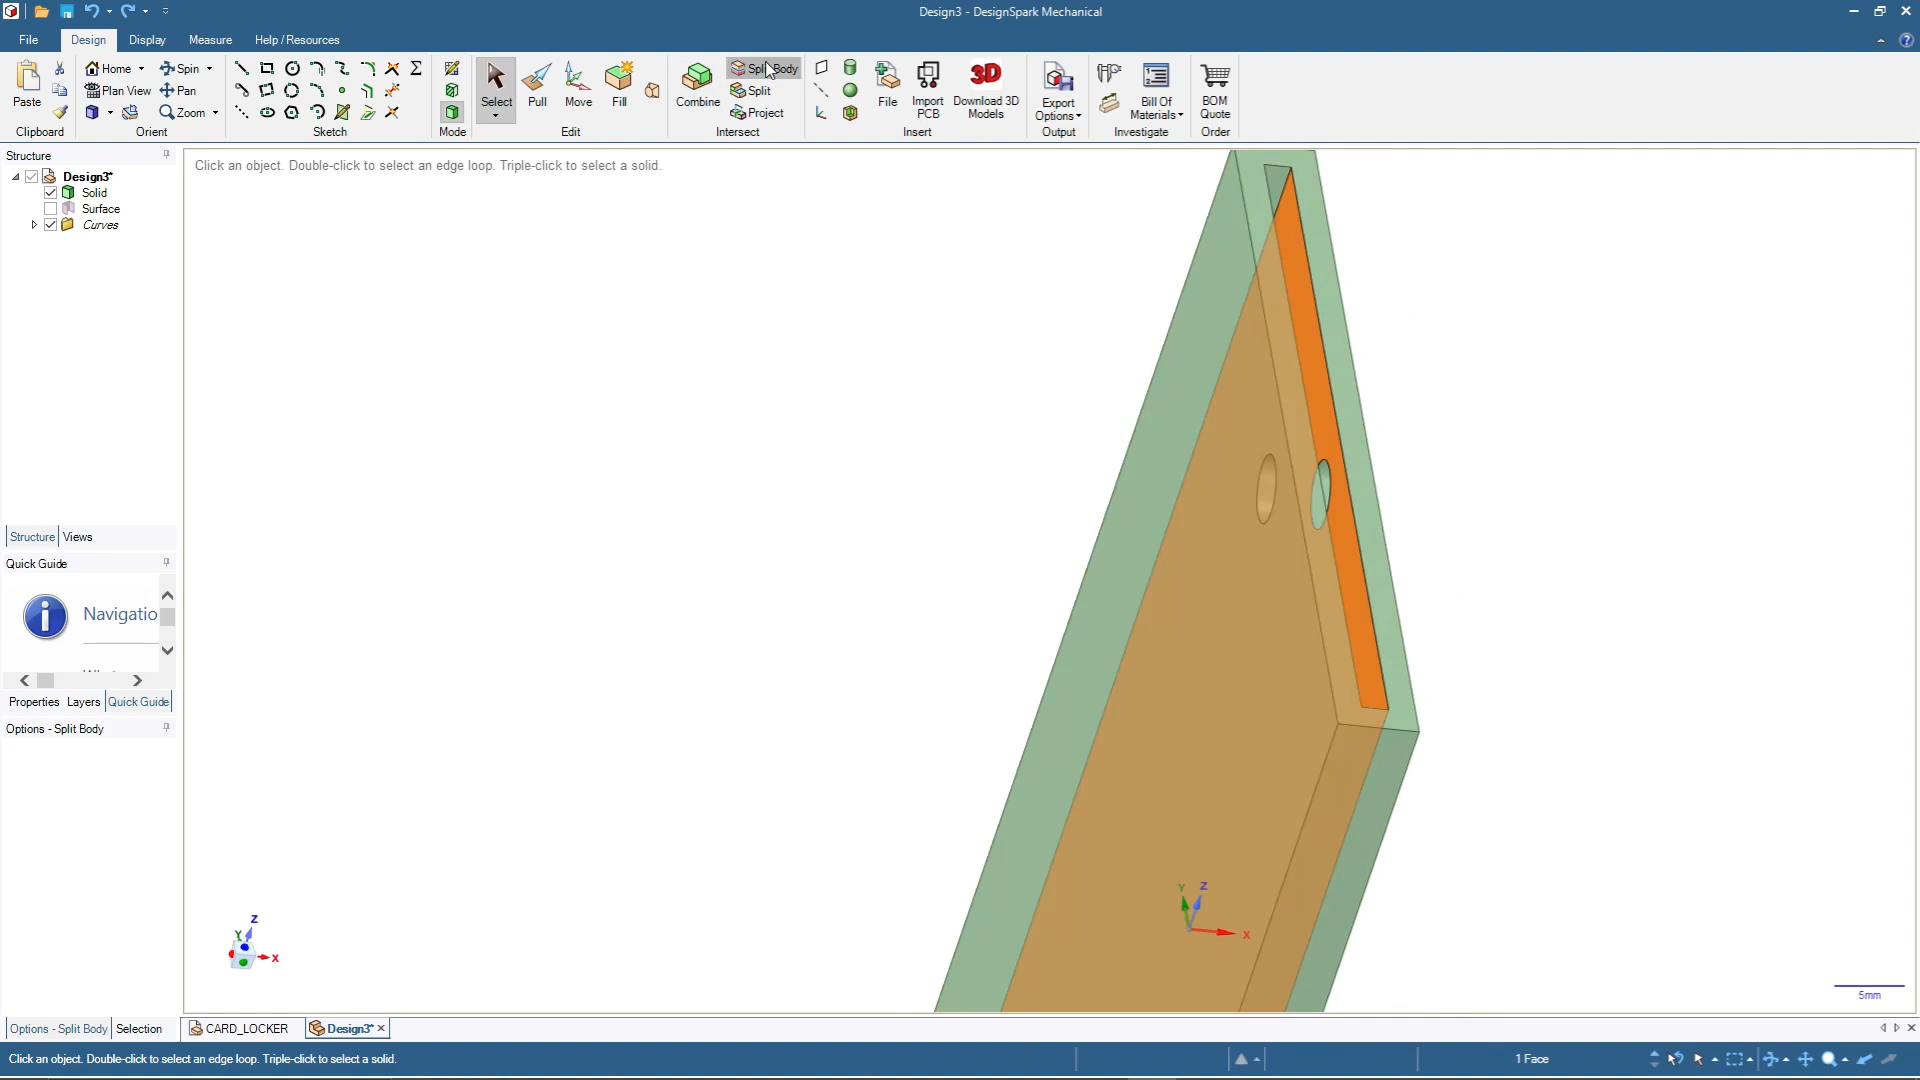 Design3 - DesignSpark Mechanical
File
Design
Display
Measure
Help / Resources
Paste
Clipboard
Home
Spin
Plan View
Pan
Zoom
Orient
Sketch
Mode
Select
Pull
Move
Fill
Edit
Combine
Split Body
Split
Project
Intersect
File
Import
PCB
3D
Download 3D
Models
Insert
Export
Options
Output
Bill Of
Materials
Investigate
BOM
Quote
Order
Structure
Design3*
Solid
Surface
Curves
Structure
Views
Quick Guide
Navigatio
Properties
Layers
Quick Guide
Options - Split Body
Click an object. Double-click to select an edge loop. Triple-click to select a solid.
Y
Z
X
Z
Y
X
5mm
Options - Split Body
Selection
CARD_LOCKER
Design3*
Click an object. Double-click to select an edge loop. Triple-click to select a solid.
1 Face